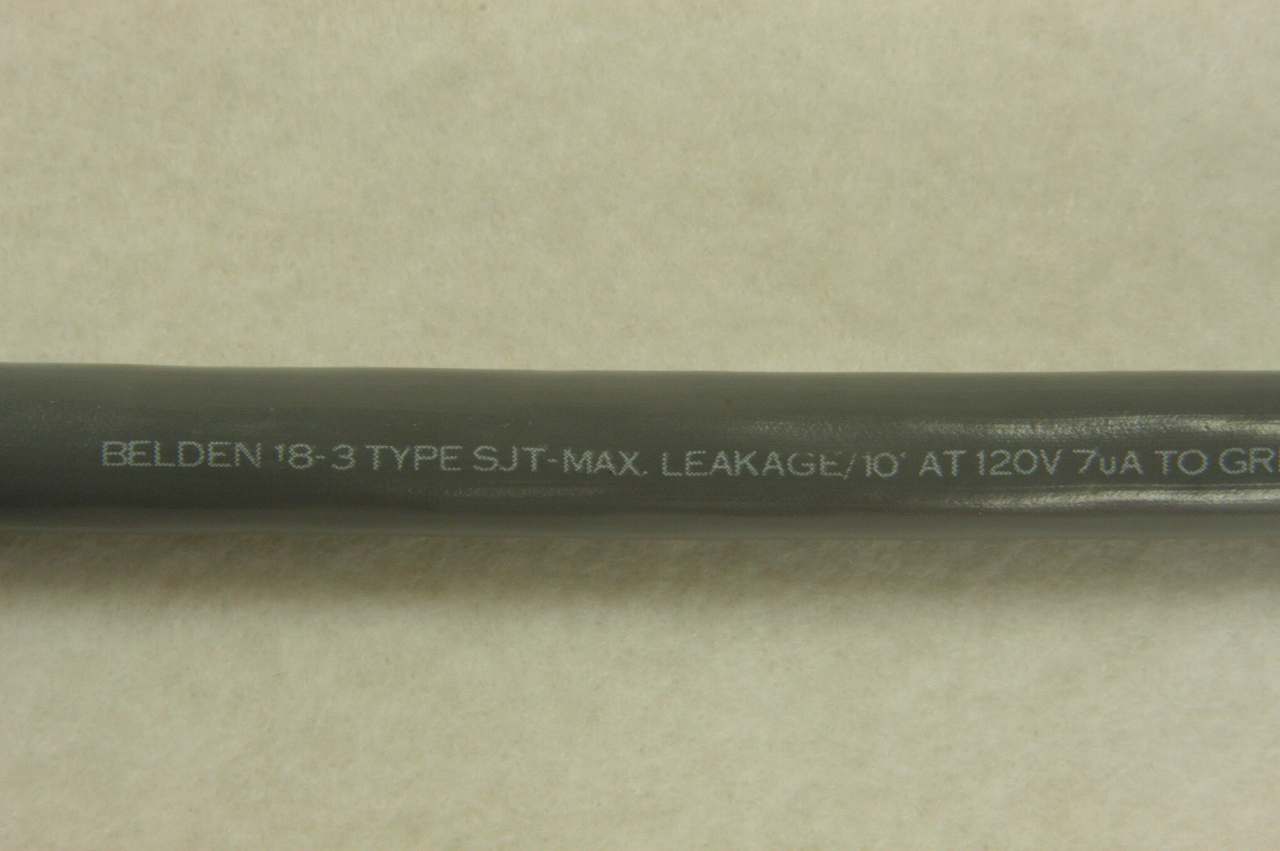 BELDEN 18-3 TYPE SJT-MAX. LEAKAGE/10' AT 120V 7uA TO